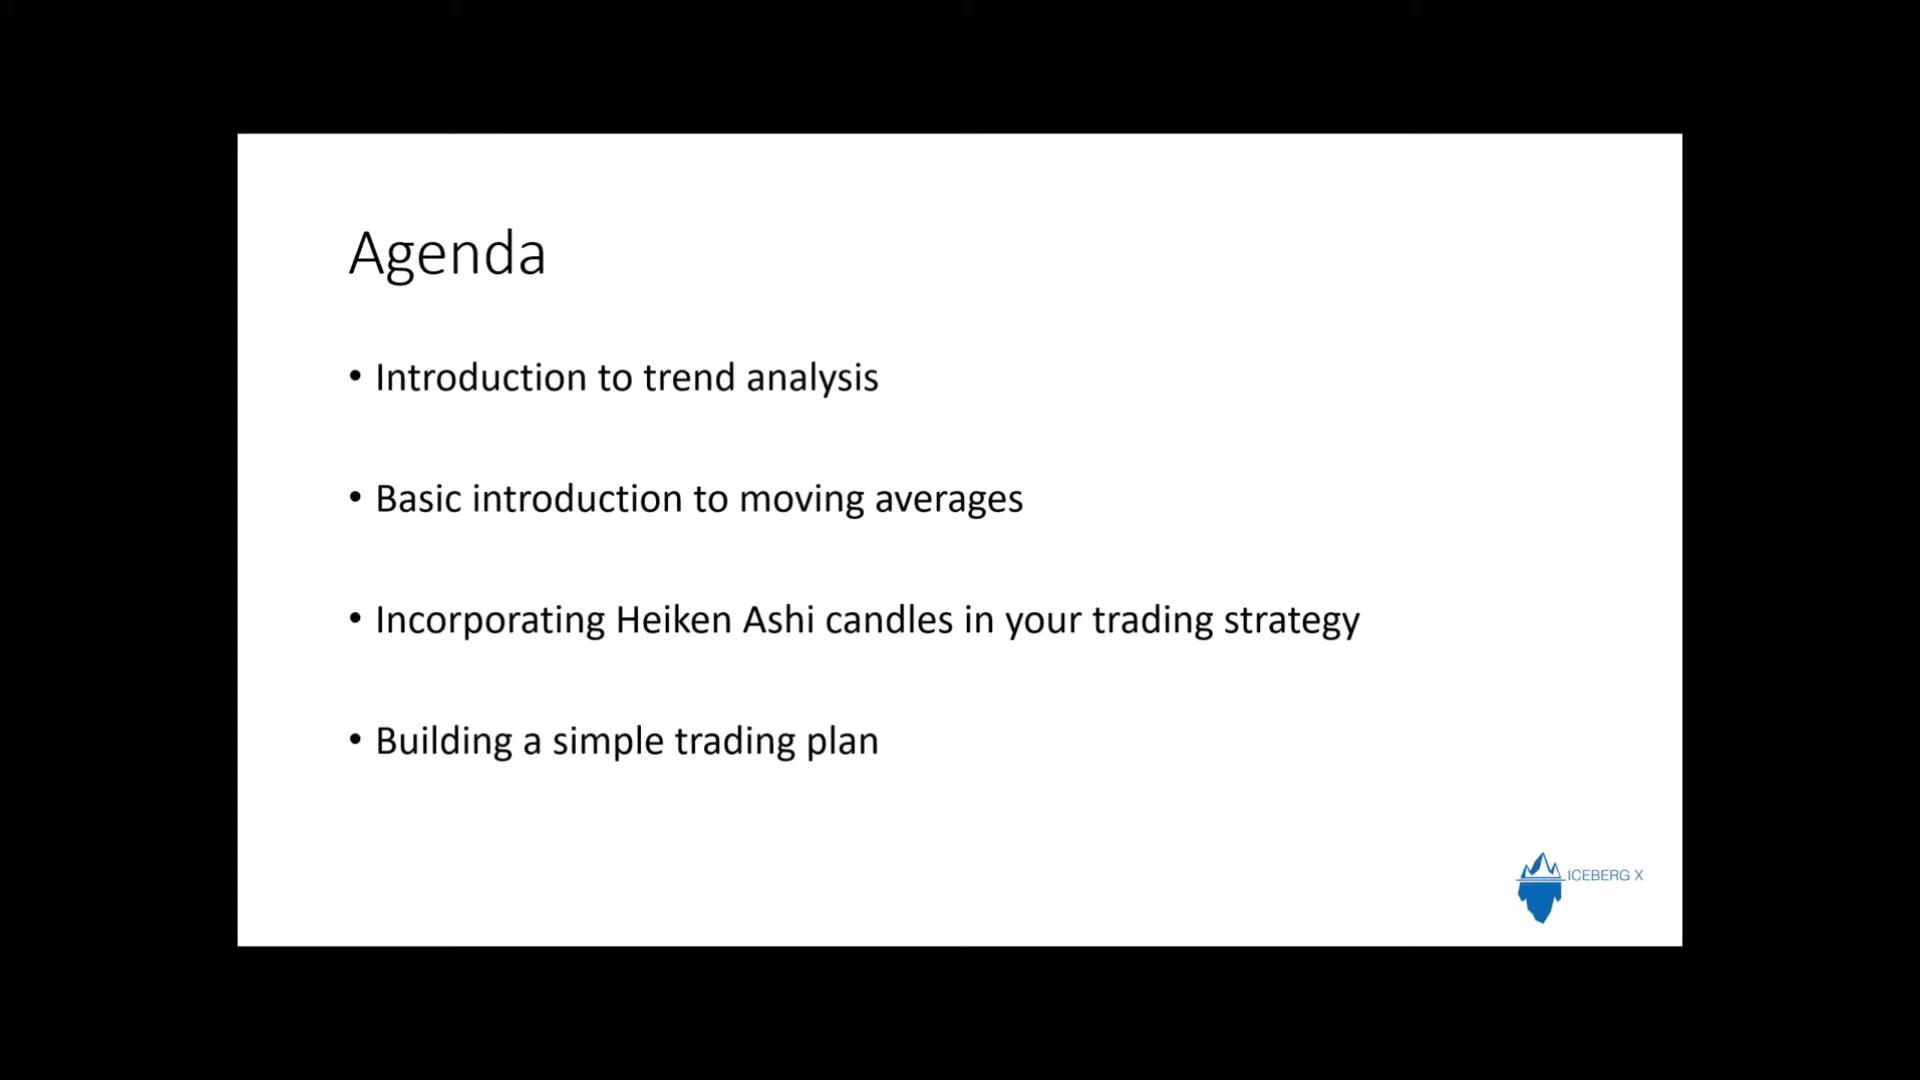 Agenda
• Introduction to trend analysis
• Basic introduction to moving averages
• Incorporating Heiken Ashi candles in your trading strategy
• Building a simple trading plan
ICEBERG X